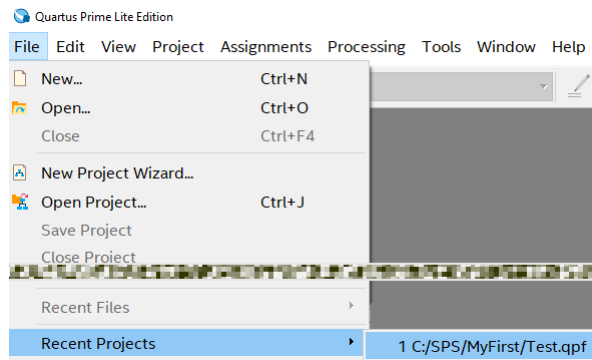 Quartus Prime Lite Edition
File Edit View Project Assignments Processing Tools Window Help
New... Ctrl+N
Open... Ctrl+O
Close Ctrl+F4
New Project Wizard...
Open Project... Ctrl+J
Save Project
Close Project
Recent Files
Recent Projects 1 C:/SPS/MyFirst/Test.qpf